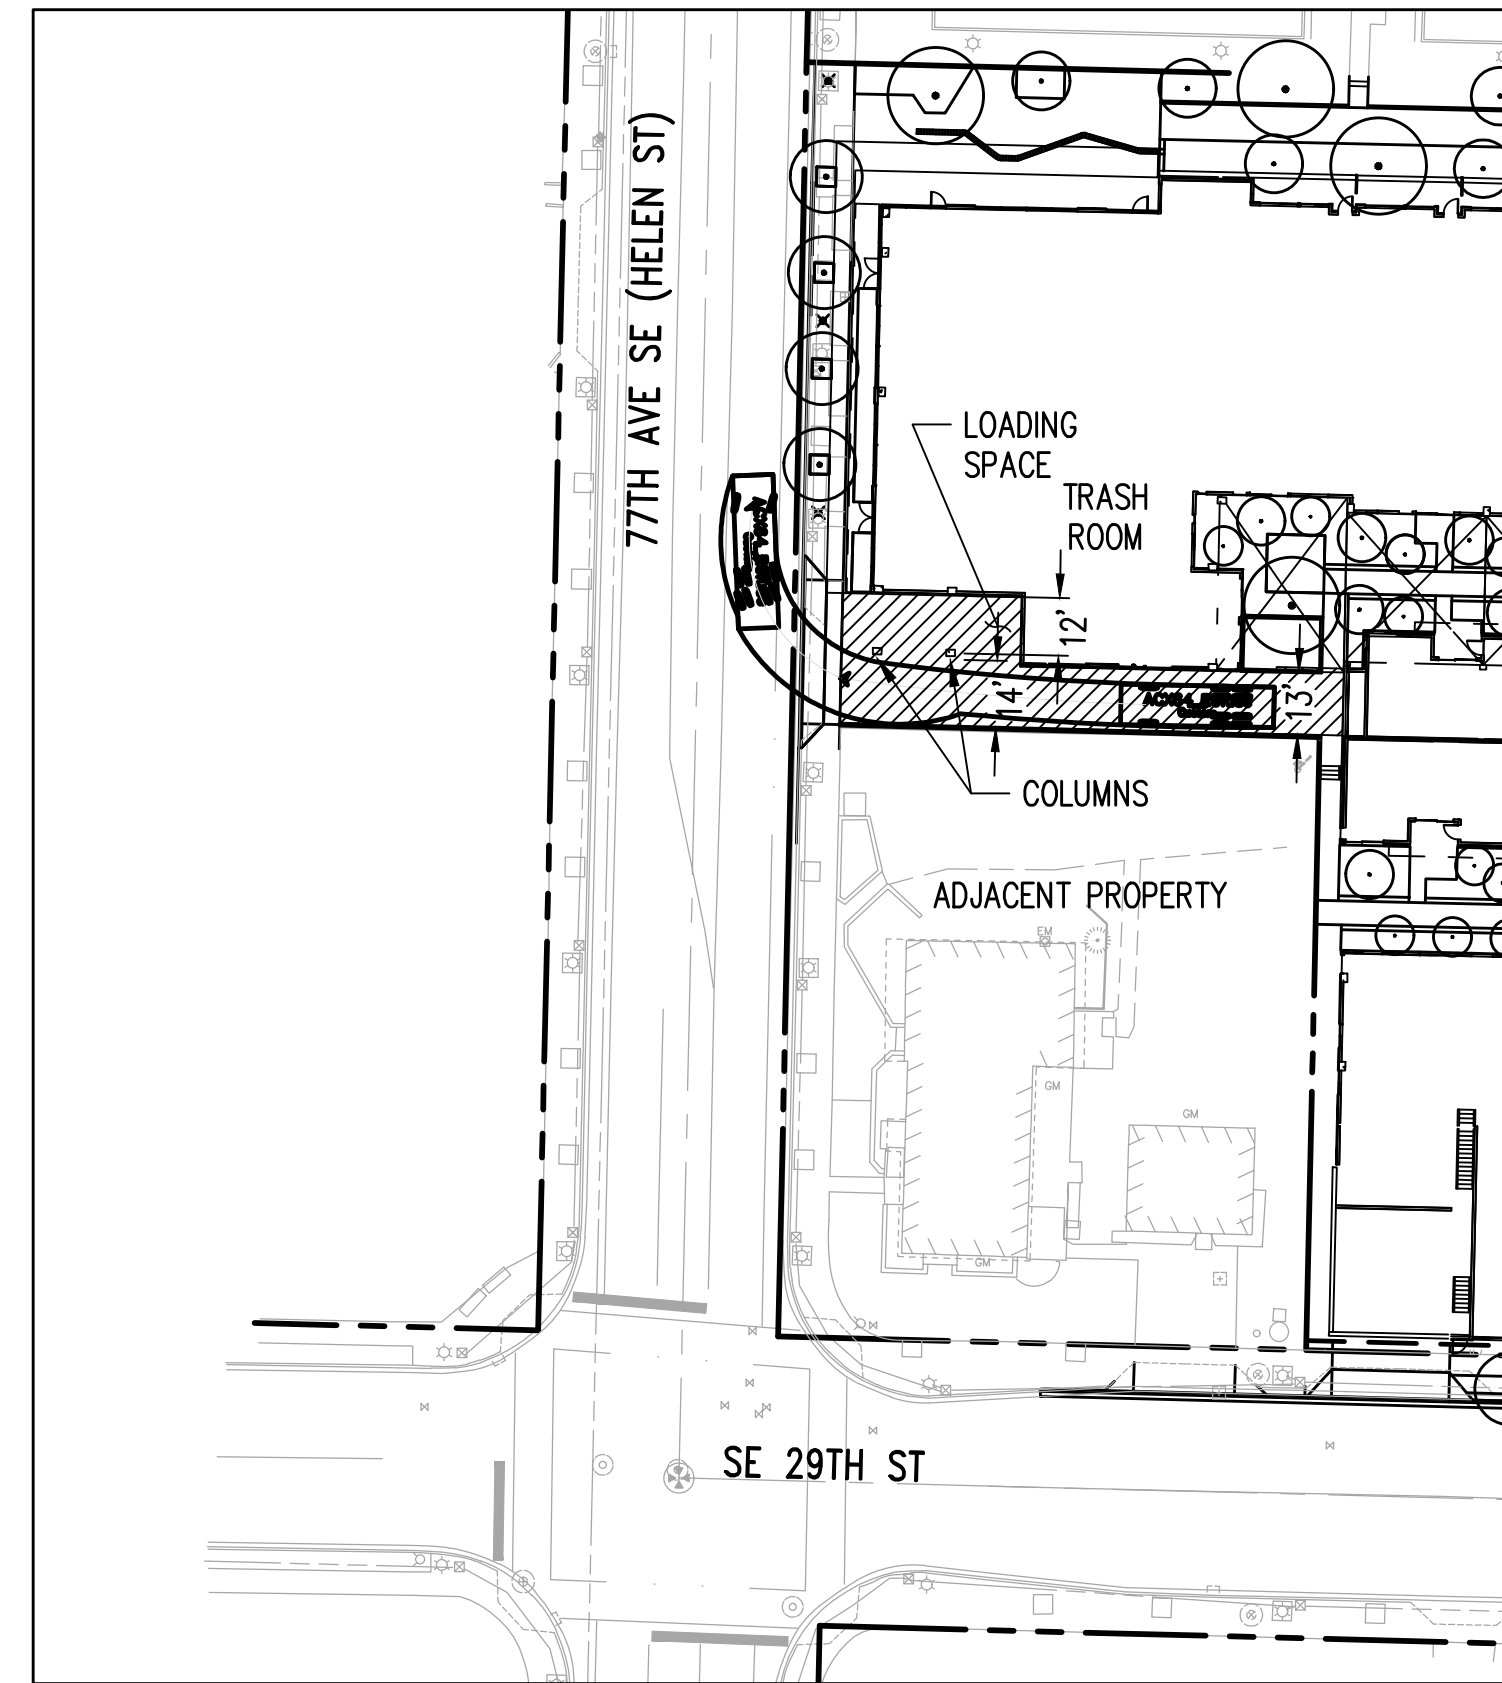 77TH AVE SE (HELEN ST)
LOADING
SPACE
TRASH
ROOM
12'
14'
13'
COLUMNS
ADJACENT PROPERTY
EM
GM
GM
GM
SE 29TH ST